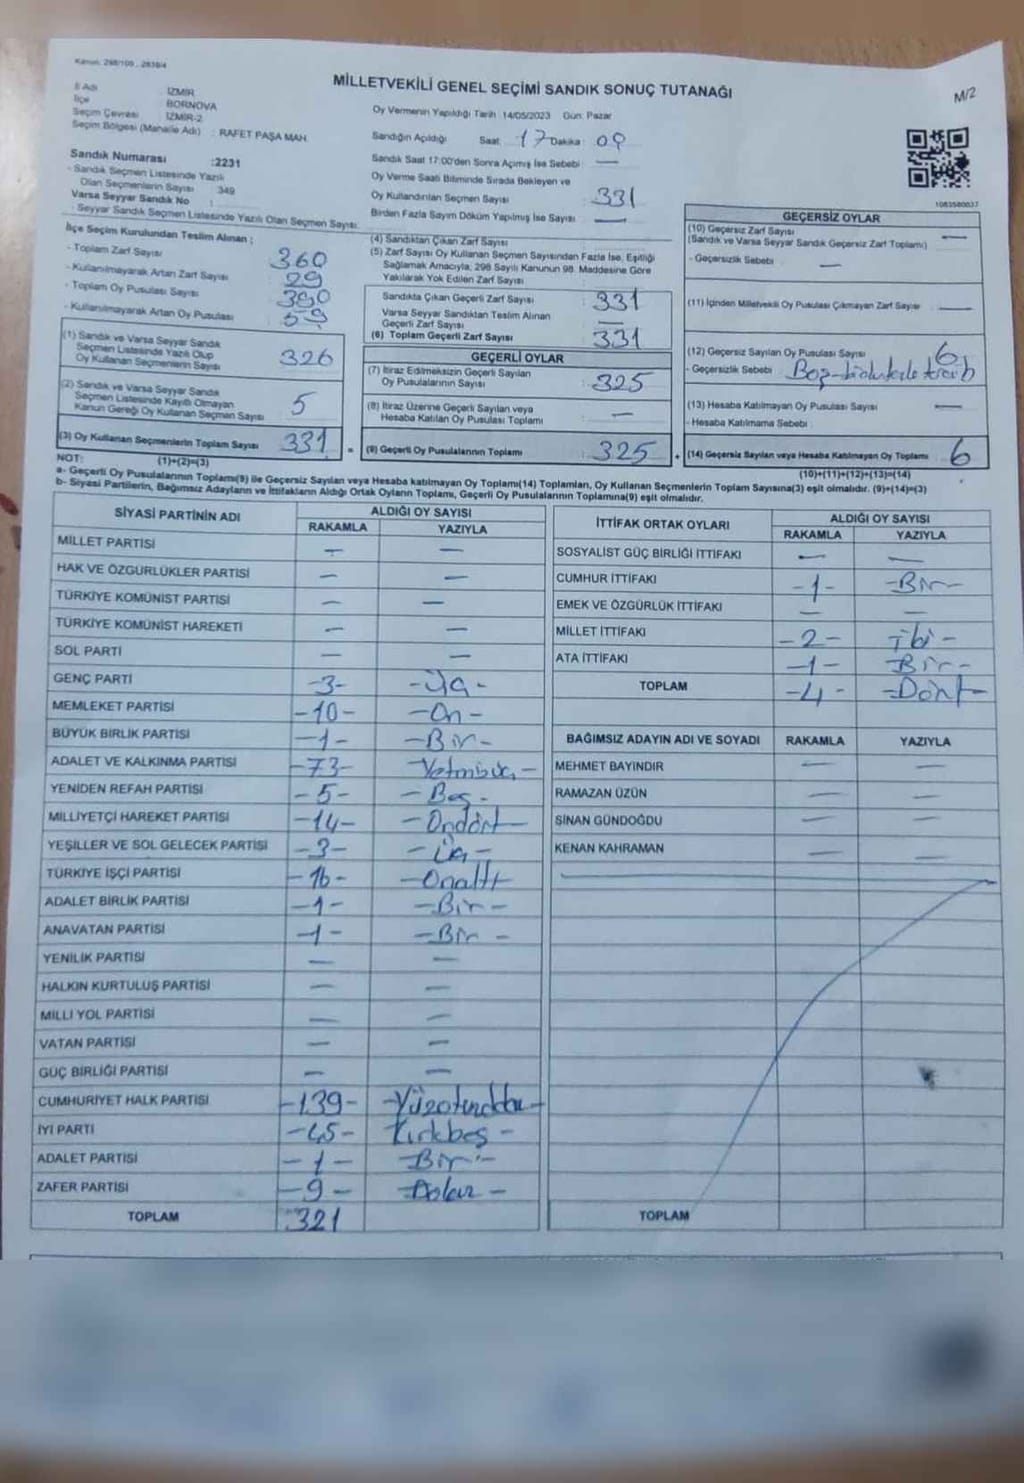 Kanun: 298/105, 2839/4
MİLLETVEKİLİ GENEL SEÇİMİ SANDIK SONUÇ TUTANAĞI
M/2
İl Adı : İZMİR
İlçe : BORNOVA
Seçim Çevresi : İZMİR-2
Seçim Bölgesi (Mahalle Adı) : RAFET PAŞA MAH.
Sandık Numarası :2231
- Sandık Seçmen Listesinde Yazılı
Olan Seçmenlerin Sayısı : 349
Varsa Seyyar Sandık No :
- Seyyar Sandık Seçmen Listesinde Yazılı Olan Seçmen Sayısı:
Oy Vermenin Yapıldığı Tarih :14/05/2023 Gün: Pazar
Sandığın Açıldığı Saat: 17 Dakika: 09
Sandık Saat 17:00'den Sonra Açımış İse Sebebi —
Oy Verme Saati Bitiminde Sırada Bekleyen ve
Oy Kullandırılan Seçmen Sayısı 331
Birden Fazla Sayım Döküm Yapılmış İse Sayısı —
1083580037
İlçe Seçim Kurulundan Teslim Alınan ;
- Toplam Zarf Sayısı : 360
- Kullanılmayarak Artan Zarf Sayısı : 29
- Toplam Oy Pusulası Sayısı : 380
- Kullanılmayarak Artan Oy Pusulası : 59
(1) Sandık ve Varsa Seyyar Sandık
Seçmen Listesinde Yazılı Olup
Oy Kullanan Seçmenlerin Sayısı 326
(2) Sandık ve Varsa Seyyar Sandık
Seçmen Listesinde Kayıtlı Olmayan
Kanun Gereği Oy Kullanan Seçmen Sayısı 5
(3) Oy Kullanan Seçmenlerin Toplam Sayısı 331 =
(4) Sandıktan Çıkan Zarf Sayısı :
(5) Zarf Sayısı Oy Kullanan Seçmen Sayısından Fazla İse, Eşitliği
Sağlamak Amacıyla, 298 Sayılı Kanunun 98. Maddesine Göre
Yakılarak Yok Edilen Zarf Sayısı :
Sandıkta Çıkan Geçerli Zarf Sayısı : 331
Varsa Seyyar Sandıktan Teslim Alınan
Geçerli Zarf Sayısı : —
(6) Toplam Geçerli Zarf Sayısı : 331
GEÇERLİ OYLAR
(7) İtiraz Edilmeksizin Geçerli Sayılan
Oy Pusulalarının Sayısı : 325
(8) İtiraz Üzerine Geçerli Sayılan veya
Hesaba Katılan Oy Pusulası Toplamı : —
(9) Geçerli Oy Pusulalarının Toplamı : 325 +
GEÇERSİZ OYLAR
(10) Geçersiz Zarf Sayısı —
(Sandık ve Varsa Seyyar Sandık Geçersiz Zarf Toplamı)
- Geçersizlik Sebebi : —
(11) İçinden Milletvekili Oy Pusulası Çıkmayan Zarf Sayısı —
(12) Geçersiz Sayılan Oy Pusulası Sayısı : 6
- Geçersizlik Sebebi :
(13) Hesaba Katılmayan Oy Pusulası Sayısı : —
- Hesaba Katılmama Sebebi :
(14) Geçersiz Sayılan veya Hesaba Katılmayan Oy Toplamı : 6
NOT: (1)+(2)=(3) (10)+(11)+(12)+(13)=(14)
a- Geçerli Oy Pusulalarının Toplamı(9) ile Geçersiz Sayılan veya Hesaba katılmayan Oy Toplamı(14) Toplamları, Oy Kullanan Seçmenlerin Toplam Sayısına(3) eşit olmalıdır. (9)+(14)=(3)
b- Siyasi Partilerin, Bağımsız Adayların ve İttifakların Aldığı Ortak Oyların Toplamı, Geçerli Oy Pusulalarının Toplamına(9) eşit olmalıdır.
SİYASİ PARTİNİN ADI ALDIĞI OY SAYISI
RAKAMLA YAZIYLA
MİLLET PARTİSİ — —
HAK VE ÖZGÜRLÜKLER PARTİSİ — —
TÜRKİYE KOMÜNİST PARTİSİ — —
TÜRKİYE KOMÜNİST HAREKETİ — —
SOL PARTİ — —
GENÇ PARTİ -3- -Üç-
MEMLEKET PARTİSİ -10- -On-
BÜYÜK BİRLİK PARTİSİ -1- -Bir-
ADALET VE KALKINMA PARTİSİ -73- Yetmişüç-
YENİDEN REFAH PARTİSİ -5- -Beş-
MİLLİYETÇİ HAREKET PARTİSİ -14- -Ondört-
YEŞİLLER VE SOL GELECEK PARTİSİ -3- -Üç-
TÜRKİYE İŞÇİ PARTİSİ -16- -Onaltı-
ADALET BİRLİK PARTİSİ -1- -Bir-
ANAVATAN PARTİSİ -1- -Bir-
YENİLİK PARTİSİ — —
HALKIN KURTULUŞ PARTİSİ — —
MİLLİ YOL PARTİSİ — —
VATAN PARTİSİ — —
GÜÇ BİRLİĞİ PARTİSİ — —
CUMHURİYET HALK PARTİSİ -139- -Yüzotuzdokuz-
İYİ PARTİ -45- Kırkbeş-
ADALET PARTİSİ -1- -Bir-
ZAFER PARTİSİ -9- -Dokuz-
TOPLAM 321
İTTİFAK ORTAK OYLARI ALDIĞI OY SAYISI
RAKAMLA YAZIYLA
SOSYALİST GÜÇ BİRLİĞİ İTTİFAKI — —
CUMHUR İTTİFAKI -1- -Bir-
EMEK VE ÖZGÜRLÜK İTTİFAKI — —
MİLLET İTTİFAKI -2- İki-
ATA İTTİFAKI -1- -Bir-
TOPLAM -4- -Dört-
BAĞIMSIZ ADAYIN ADI VE SOYADI RAKAMLA YAZIYLA
MEHMET BAYINDIR — —
RAMAZAN ÜZÜN — —
SİNAN GÜNDOĞDU — —
KENAN KAHRAMAN — —
TOPLAM